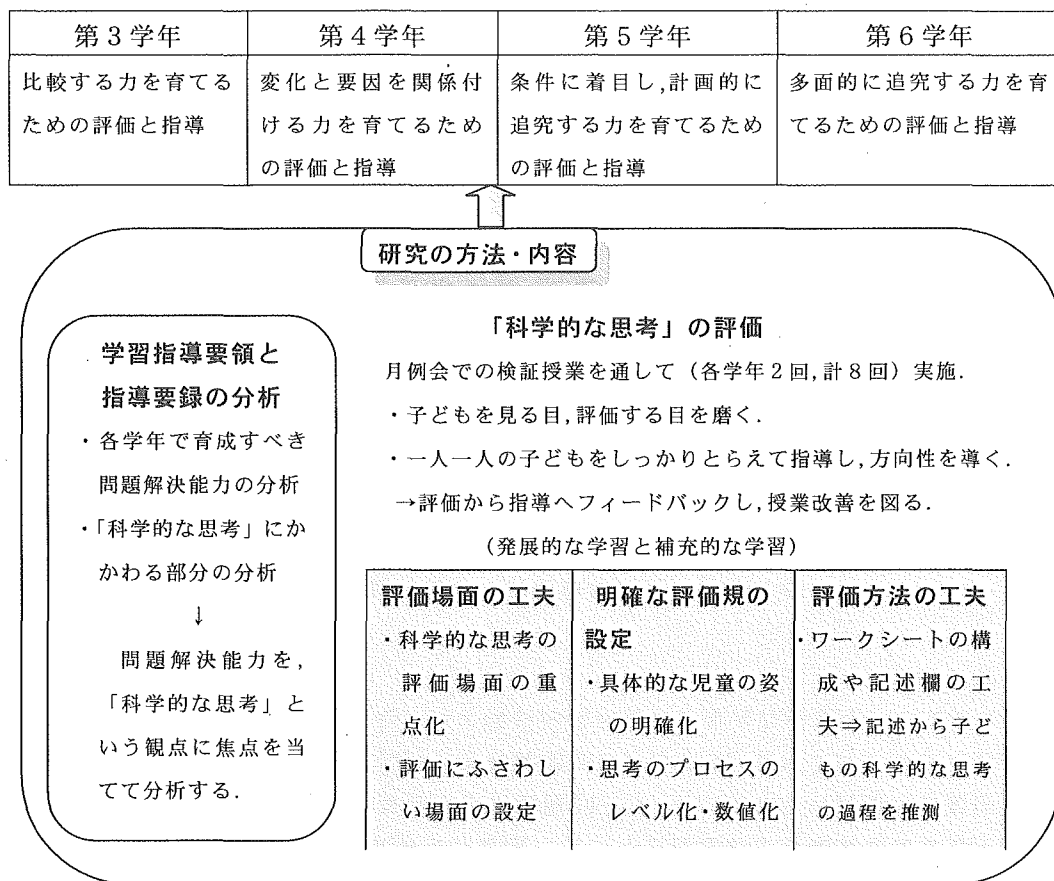 第3学年
第4学年
第5学年
第6学年
比較する力を育てる
ための評価と指導
変化と要因を関係付
ける力を育てるため
の評価と指導
条件に着目し,計画的に
追究する力を育てるため
の評価と指導
多面的に追究する力を育
てるための評価と指導
研究の方法・内容
学習指導要領と
指導要録の分析
・各学年で育成すべき
問題解決能力の分析
・「科学的な思考」にか
かわる部分の分析
↓
問題解決能力を,
「科学的な思考」と
いう観点に焦点を当
てて分析する.
「科学的な思考」の評価
月例会での検証授業を通して(各学年2回,計8回)実施.
・子どもを見る目,評価する目を磨く.
・一人一人の子どもをしっかりとらえて指導し,方向性を導く.
→評価から指導へフィードバックし,授業改善を図る.
(発展的な学習と補充的な学習)
評価場面の工夫
・科学的な思考の
評価場面の重
点化
・評価にふさわし
い場面の設定
明確な評価規の
設定
・具体的な児童の姿
の明確化
・思考のプロセスの
レベル化・数値化
評価方法の工夫
・ワークシートの構
成や記述欄の工
夫⇒記述から子ど
もの科学的な思考
の過程を推測